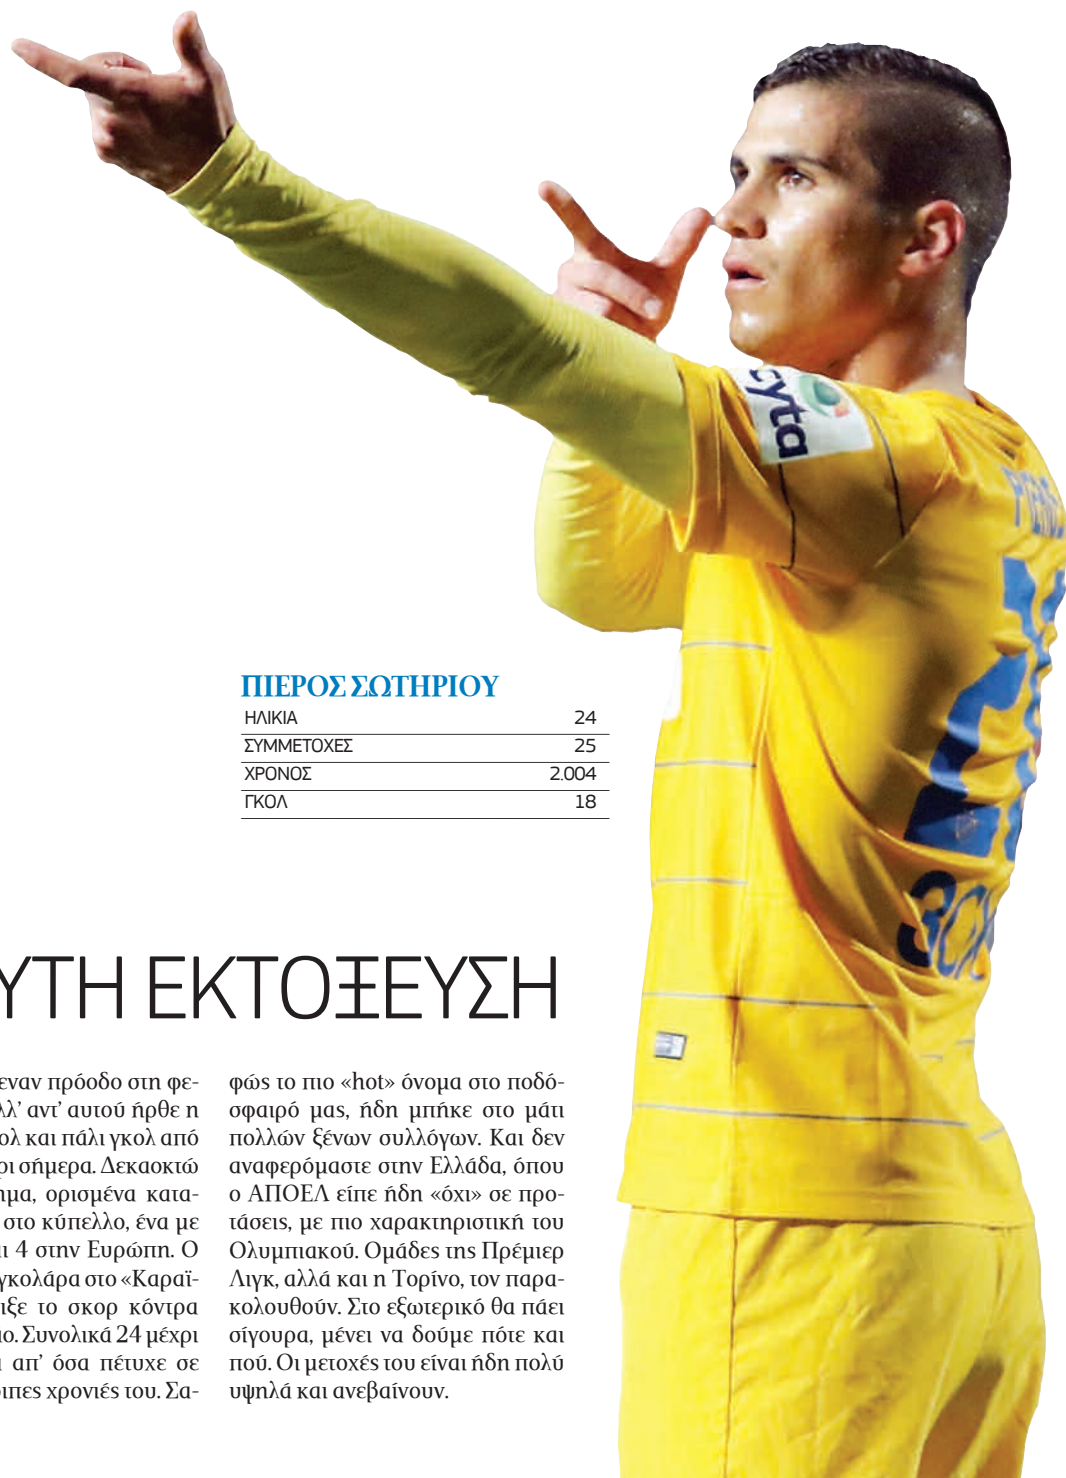 cyta
ΠΙΕΡΟΣ ΣΩΤΗΡΙΟΥ
ΗΛΙΚΙΑ 24
ΣΥΜΜΕΤΟΧΕΣ 25
ΧΡΟΝΟΣ 2.004
ΓΚΟΛ 18
ΥΤΗ ΕΚΤΟΞΕΥΣΗ
εναν πρόοδο στη φε-
λλ’ αντ’ αυτού ήρθε η
ολ και πάλι γκολ από
ρι σήμερα. Δεκαοκτώ
ημα, ορισμένα κατα-
στο κύπελλο, ένα με
ι 4 στην Ευρώπη. Ο
γκολάρα στο «Καραϊ-
ιξε το σκορ κόντρα
ιο. Συνολικά 24 μέχρι
ι απ’ όσα πέτυχε σε
ιπες χρονιές του. Σα-
φώς το πιο «hot» όνομα στο ποδό-
σφαιρό μας, ήδη μπήκε στο μάτι
πολλών ξένων συλλόγων. Και δεν
αναφερόμαστε στην Ελλάδα, όπου
ο ΑΠΟΕΛ είπε ήδη «όχι» σε προ-
τάσεις, με πιο χαρακτηριστική του
Ολυμπιακού. Ομάδες της Πρέμιερ
Λιγκ, αλλά και η Τορίνο, τον παρα-
κολουθούν. Στο εξωτερικό θα πάει
σίγουρα, μένει να δούμε πότε και
πού. Οι μετοχές του είναι ήδη πολύ
υψηλά και ανεβαίνουν.